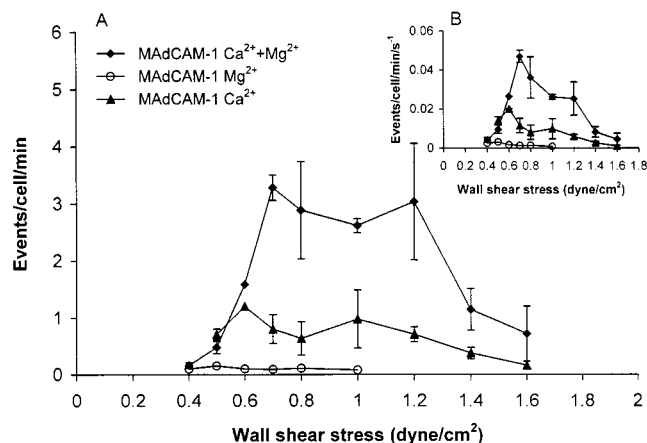 A
MAdCAM-1 Ca2++Mg2+
MAdCAM-1 Mg2+
MAdCAM-1 Ca2+
Events/cell/min
6
5
4
3
2
1
0
0 0.2 0.4 0.6 0.8 1 1.2 1.4 1.6 1.8 2
Wall shear stress (dyne/cm2)
B
Events/cell/min/s-1
0.06
0.04
0.02
0
0 0.2 0.4 0.6 0.8 1 1.2 1.4 1.6 1.8
Wall shear stress (dyne/cm2)